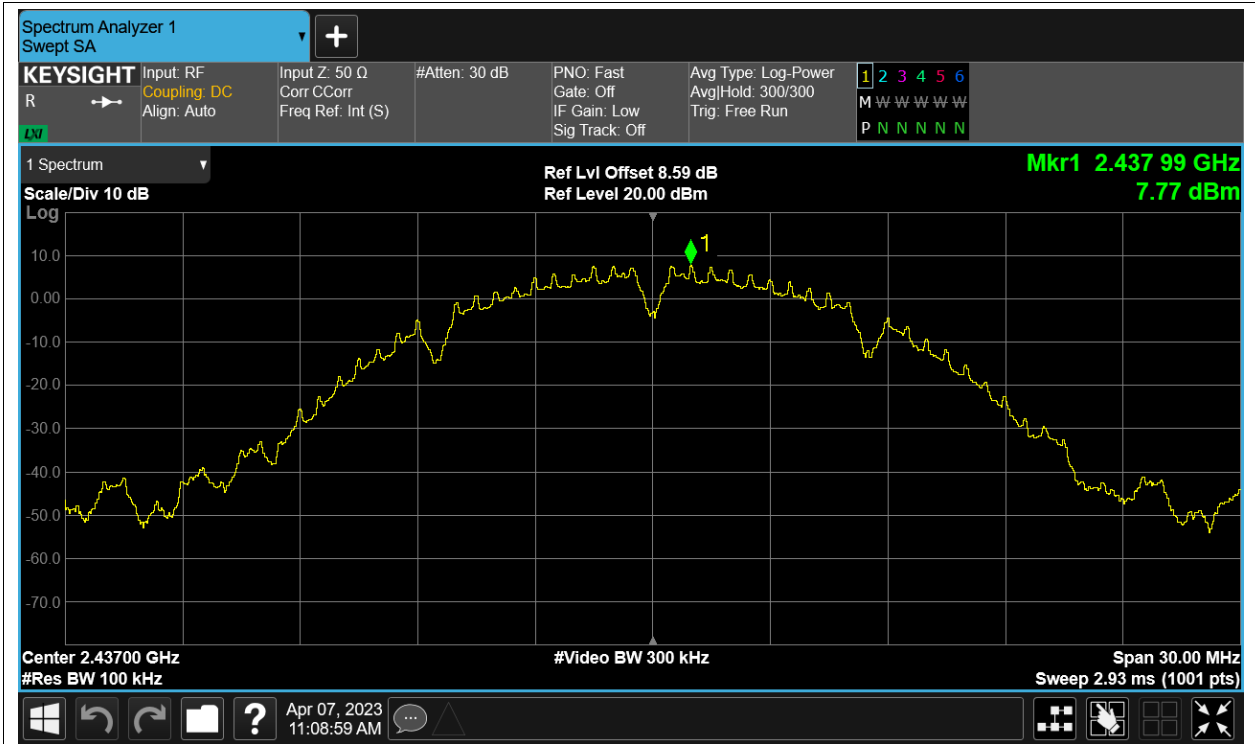 Spectrum Analyzer 1
Swept SA
+
KEYSIGHT
R
LXI
Input: RF
Coupling: DC
Align: Auto
Input Z: 50 Ω
Corr CCorr
Freq Ref: Int (S)
#Atten: 30 dB
PNO: Fast
Gate: Off
IF Gain: Low
Sig Track: Off
Avg Type: Log-Power
Avg|Hold: 300/300
Trig: Free Run
1 2 3 4 5 6
M W W W W W
P N N N N N
1 Spectrum
Scale/Div 10 dB
Log
Ref Lvl Offset 8.59 dB
Ref Level 20.00 dBm
Mkr1 2.437 99 GHz
7.77 dBm
1
10.0
0.00
-10.0
-20.0
-30.0
-40.0
-50.0
-60.0
-70.0
Center 2.43700 GHz
#Video BW 300 kHz
Span 30.00 MHz
#Res BW 100 kHz
Sweep 2.93 ms (1001 pts)
?
Apr 07, 2023
11:08:59 AM